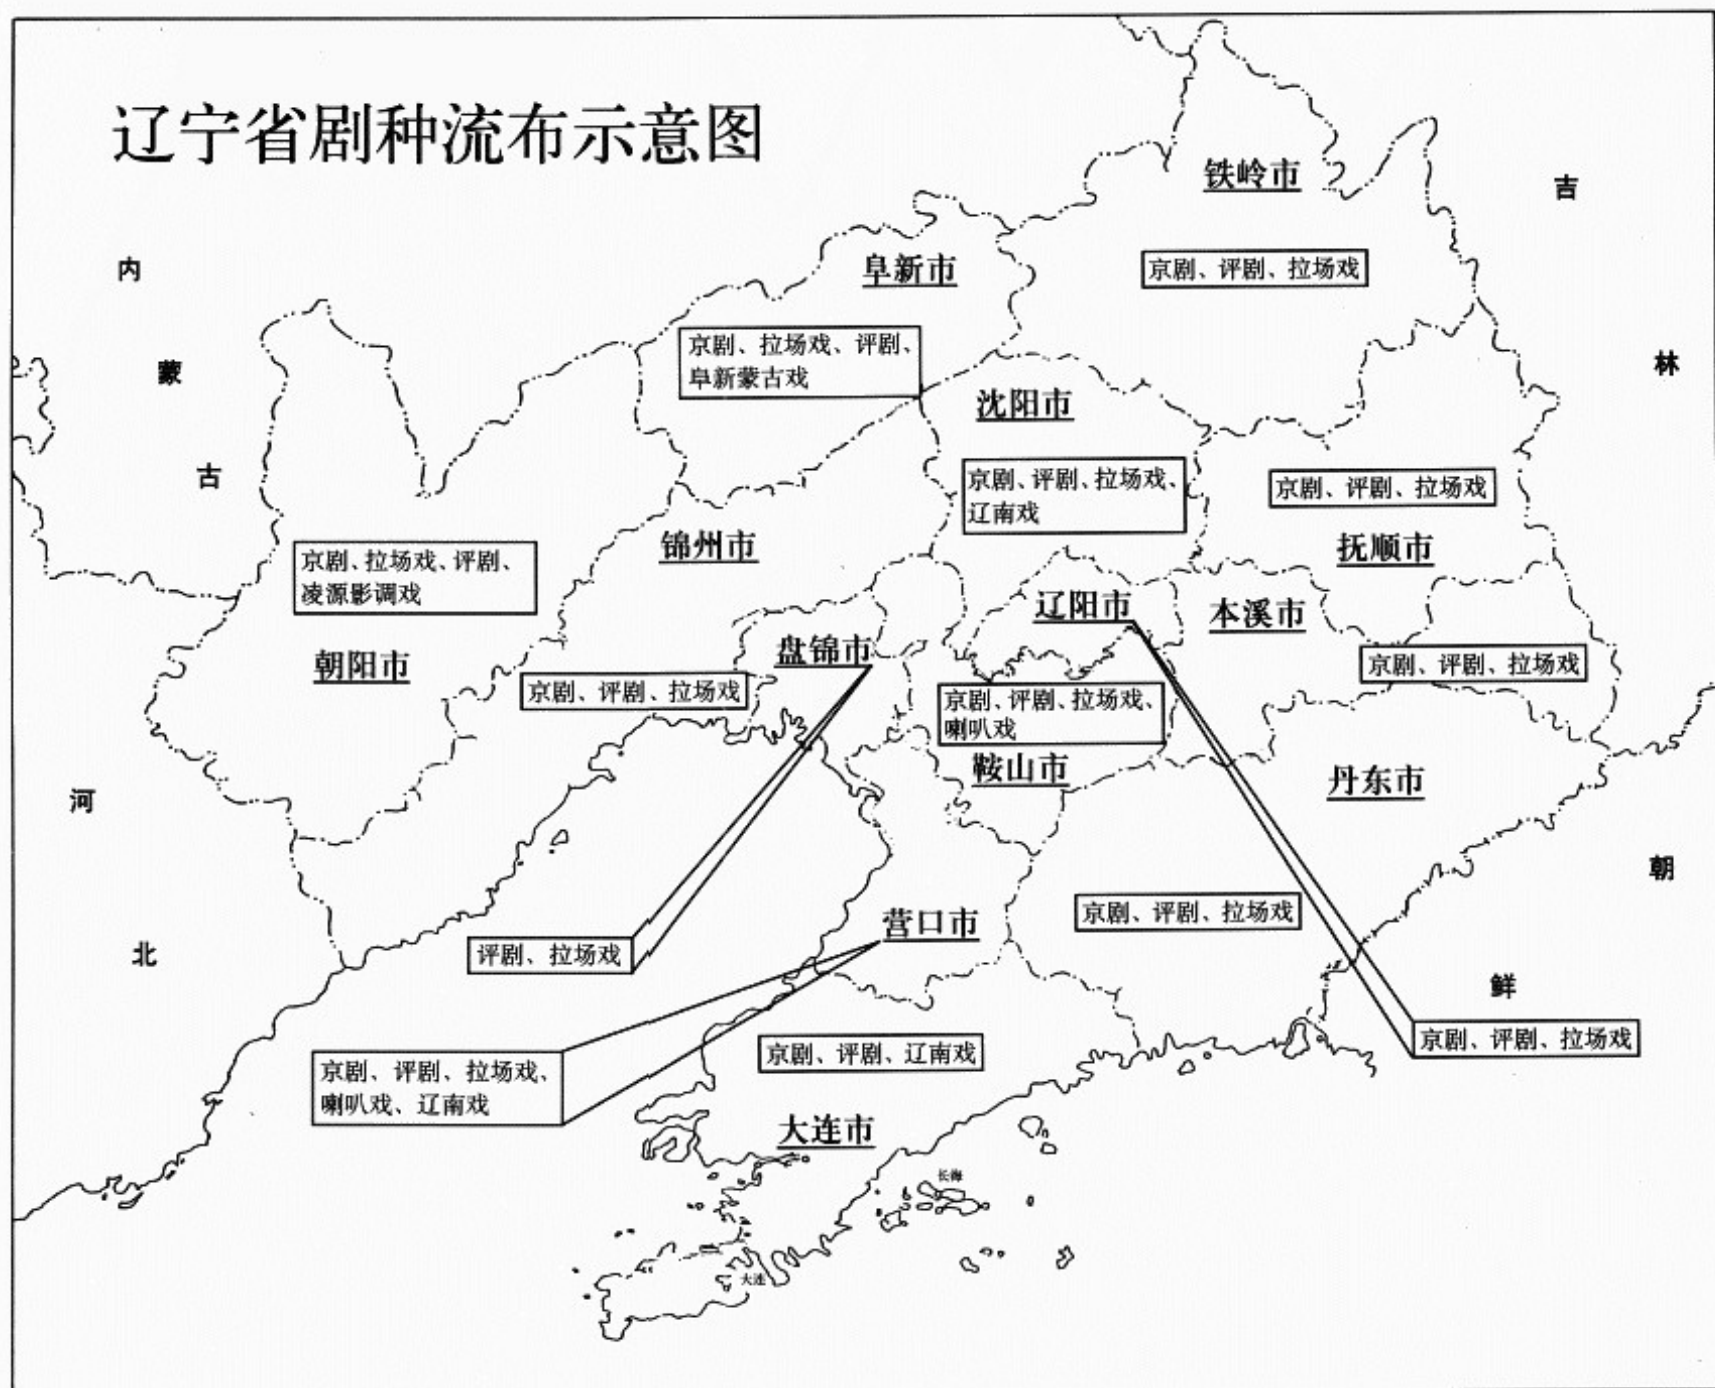 辽宁省剧种流布示意图
铁岭市
京剧、评剧、拉场戏
吉
林
内
蒙
古
阜新市
京剧、拉场戏、评剧、
阜新蒙古戏
沈阳市
京剧、评剧、拉场戏、
辽南戏
京剧、评剧、拉场戏
抚顺市
锦州市
京剧、评剧、拉场戏
京剧、拉场戏、评剧、
凌源影调戏
朝阳市
辽阳市
本溪市
京剧、评剧、拉场戏
盘锦市
京剧、评剧、拉场戏、
喇叭戏
鞍山市
丹东市
京剧、评剧、拉场戏
河
北
朝
鲜
评剧、拉场戏
营口市
京剧、评剧、拉场戏
京剧、评剧、拉场戏、
喇叭戏、辽南戏
京剧、评剧、辽南戏
大连市
长海
大连